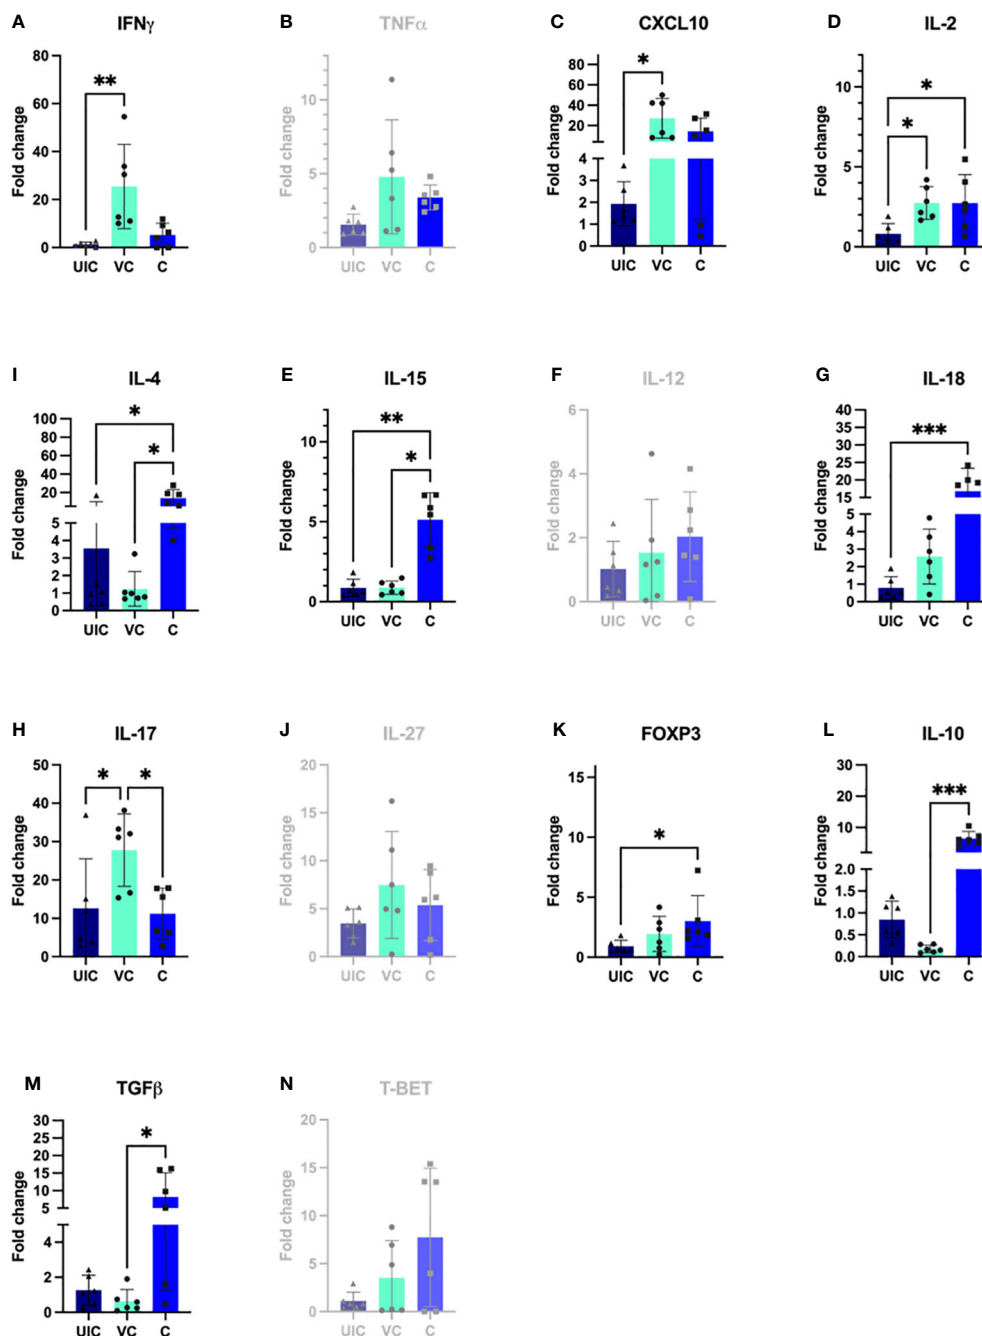 A IFNγ
80
60
40
20
0
Fold change
**
UIC VC C
B TNFα
10
5
0
Fold change
UIC VC C
C CXCL10
80
60
40
20
4
3
2
1
0
Fold change
*
UIC VC C
D IL-2
10
5
0
Fold change
*
*
UIC VC C
I IL-4
100
80
60
40
20
5
4
3
2
1
0
Fold change
*
*
UIC VC C
E IL-15
10
5
0
Fold change
**
*
UIC VC C
F IL-12
6
4
2
0
Fold change
UIC VC C
G IL-18
40
35
30
25
20
15
5
4
3
2
1
0
Fold change
***
UIC VC C
H IL-17
50
40
30
20
10
0
Fold change
* *
UIC VC C
J IL-27
20
15
10
5
0
Fold change
UIC VC C
K FOXP3
15
10
5
0
Fold change
*
UIC VC C
L IL-10
30
20
10
2.0
1.5
1.0
0.5
0.0
Fold change
***
UIC VC C
M TGFβ
30
25
20
15
10
5
4
2
0
Fold change
*
UIC VC C
N T-BET
20
15
10
5
0
Fold change
UIC VC C